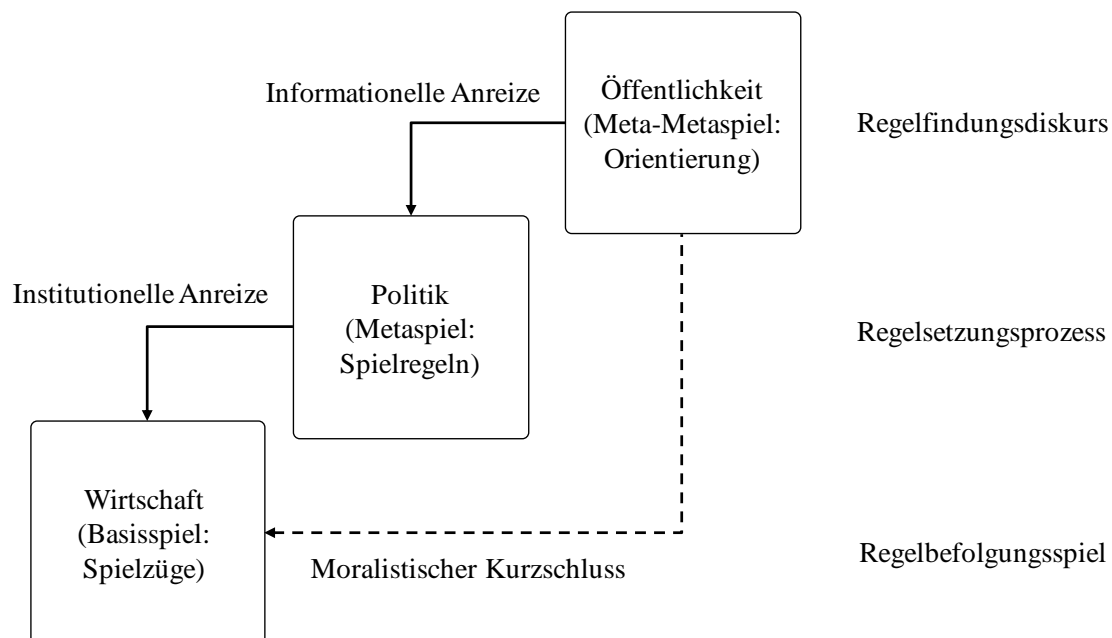 Informationelle Anreize
Öffentlichkeit
(Meta-Metaspiel:
Orientierung)
Regelfindungsdiskurs
Institutionelle Anreize
Politik
(Metaspiel:
Spielregeln)
Regelsetzungsprozess
Wirtschaft
(Basisspiel:
Spielzüge)
Moralistischer Kurzschluss
Regelbefolgungsspiel